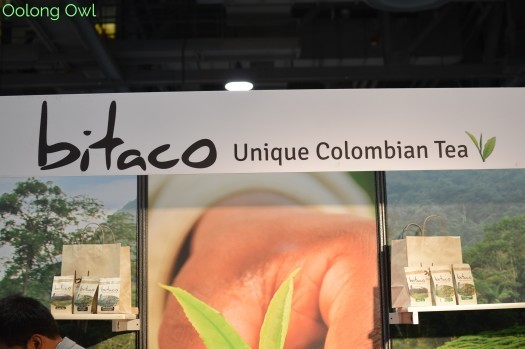 Oolong Owl
bitaco Unique Colombian Tea